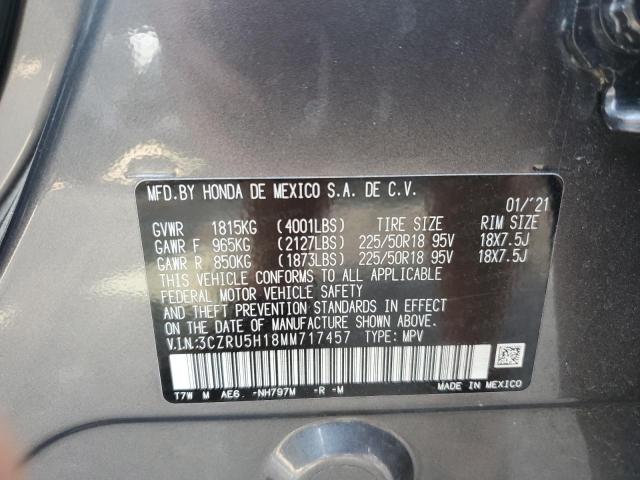 MFD.BY HONDA DE MEXICO S.A. DE C.V.
01/'21
GVWR 1815KG (4001LBS) TIRE SIZE RIM SIZE
GAWR F 965KG (2127LBS) 225/50R18 95V 18X7.5J
GAWR R 850KG (1873LBS) 225/50R18 95V 18X7.5J
THIS VEHICLE CONFORMS TO ALL APPLICABLE
FEDERAL MOTOR VEHICLE SAFETY
AND THEFT PREVENTION STANDARDS IN EFFECT
ON THE DATE OF MANUFACTURE SHOWN ABOVE.
V.I.N.:3CZRU5H18MM717457 TYPE: MPV
T7W M AE6. -NH797M -R -M
MADE IN MEXICO